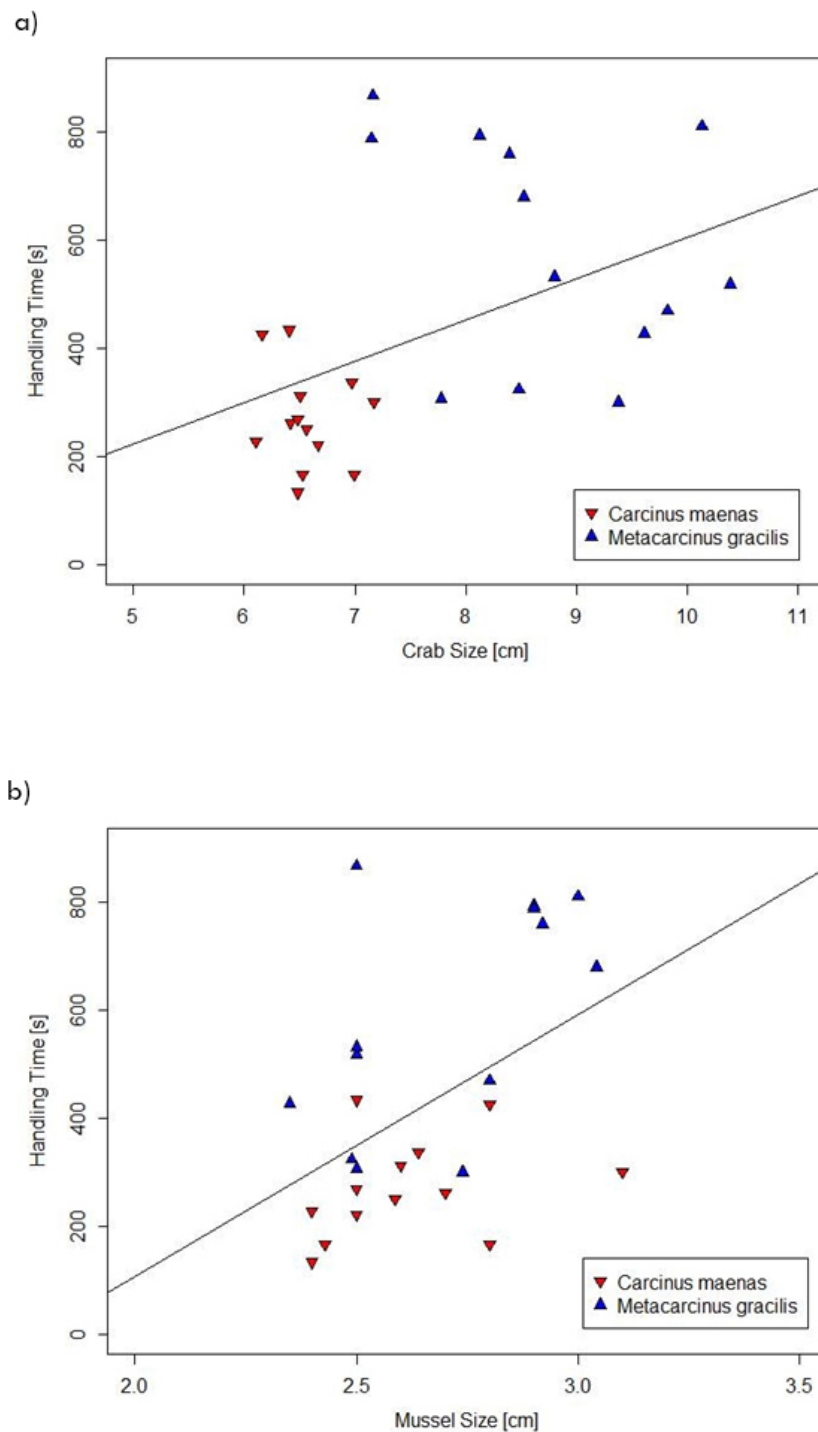 a)
800
600
400
200
0
Handling Time [s]
Carcinus maenas
Metacarcinus gracilis
5 6 7 8 9 10 11
Crab Size [cm]
b)
800
600
400
200
0
Handling Time [s]
Carcinus maenas
Metacarcinus gracilis
2.0 2.5 3.0 3.5
Mussel Size [cm]